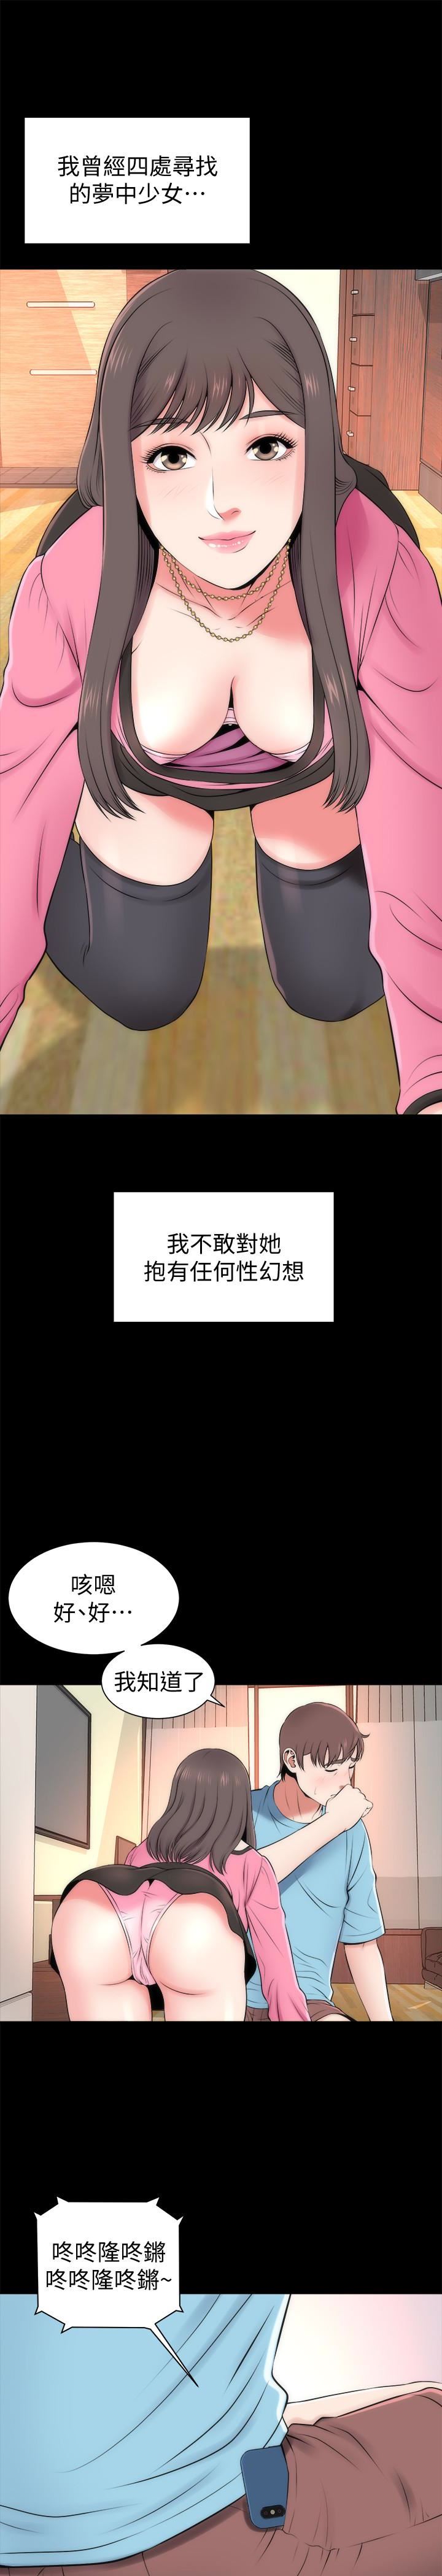 我曾經四處尋找
的夢中少女⋯
我不敢對她
抱有任何性幻想
咳嗯
好、好⋯
我知道了
咚咚隆咚鏘
咚咚隆咚鏘~